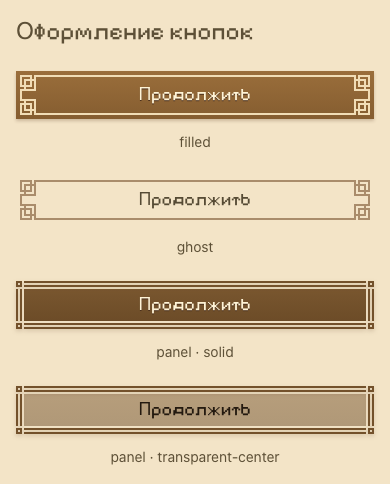 Оформление кнопок
Продолжить
filled
Продолжить
ghost
Продолжить
panel · solid
Продолжить
panel · transparent-center